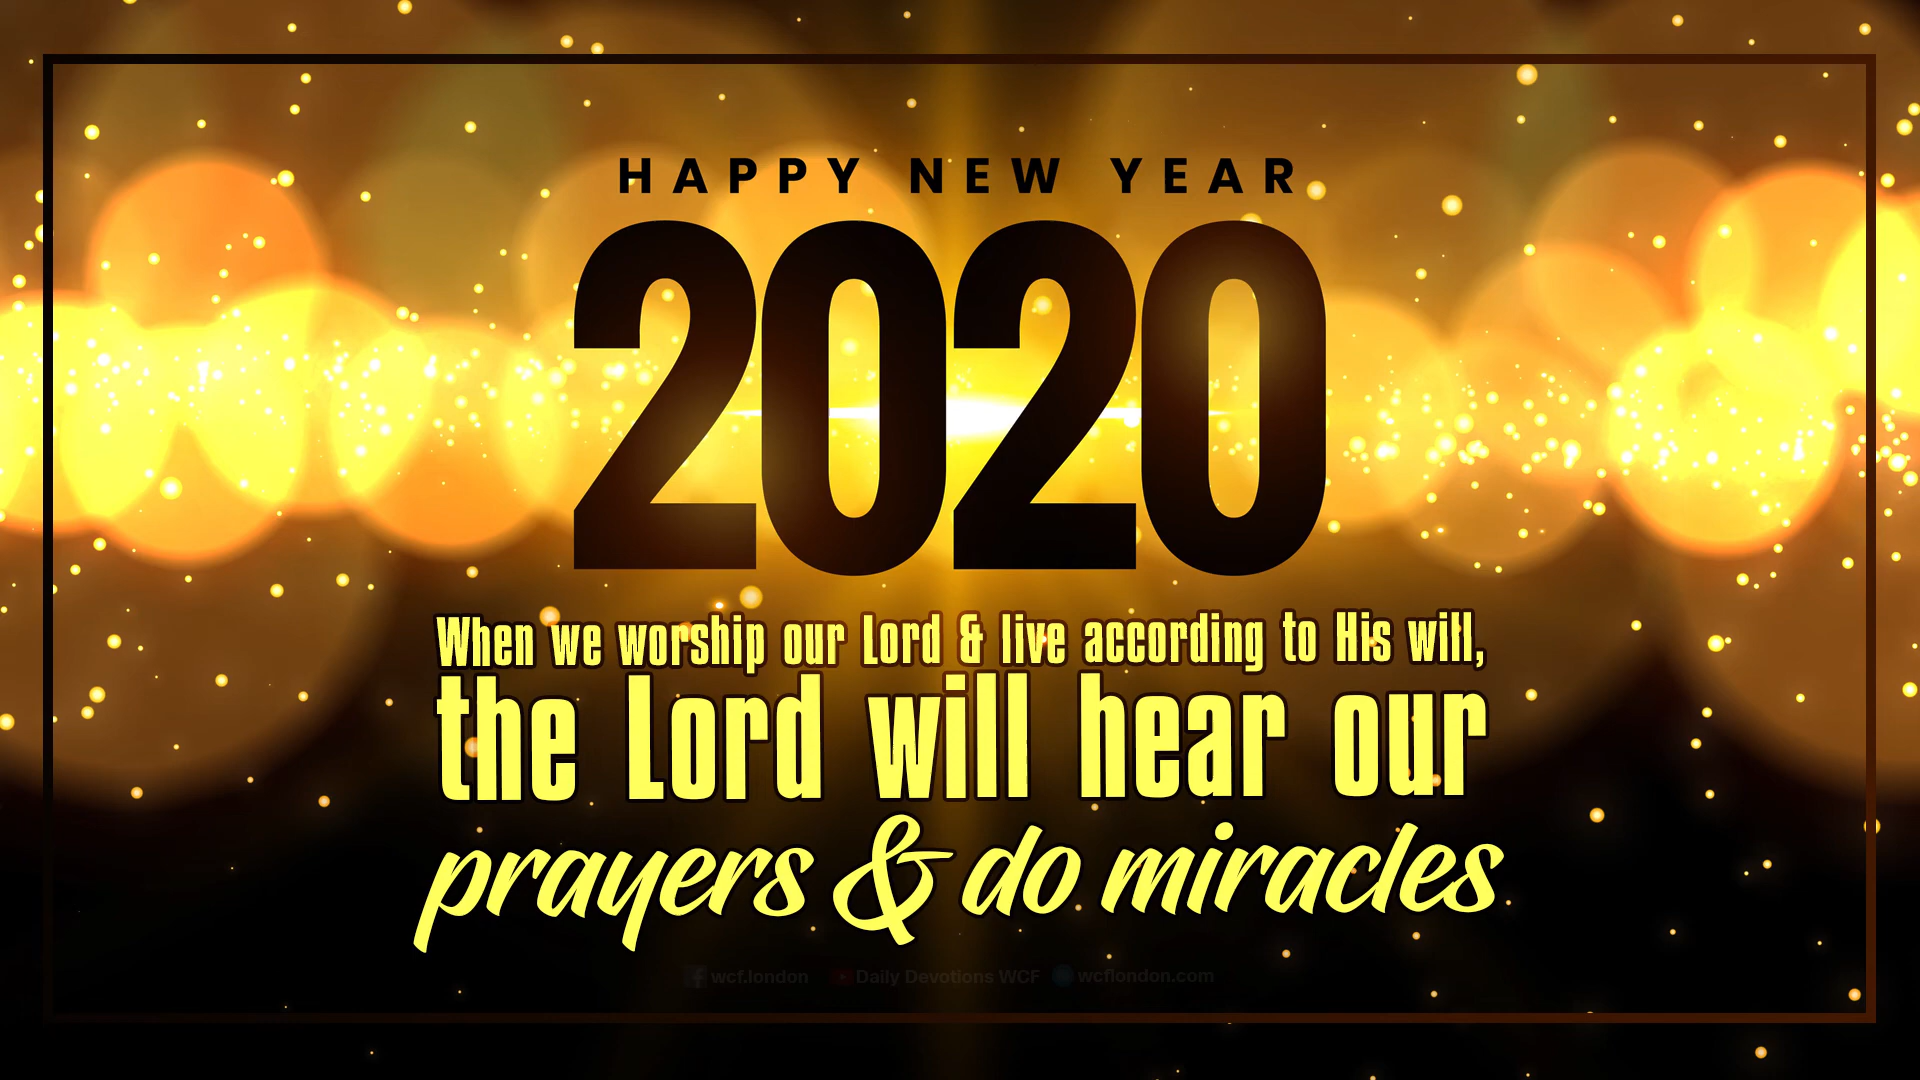 HAPPY NEW YEAR
2020
When we worship our Lord & live according to His will,
the Lord will hear our
prayers & do miracles
wcf.london Daily Devotions WCF wcflondon.com